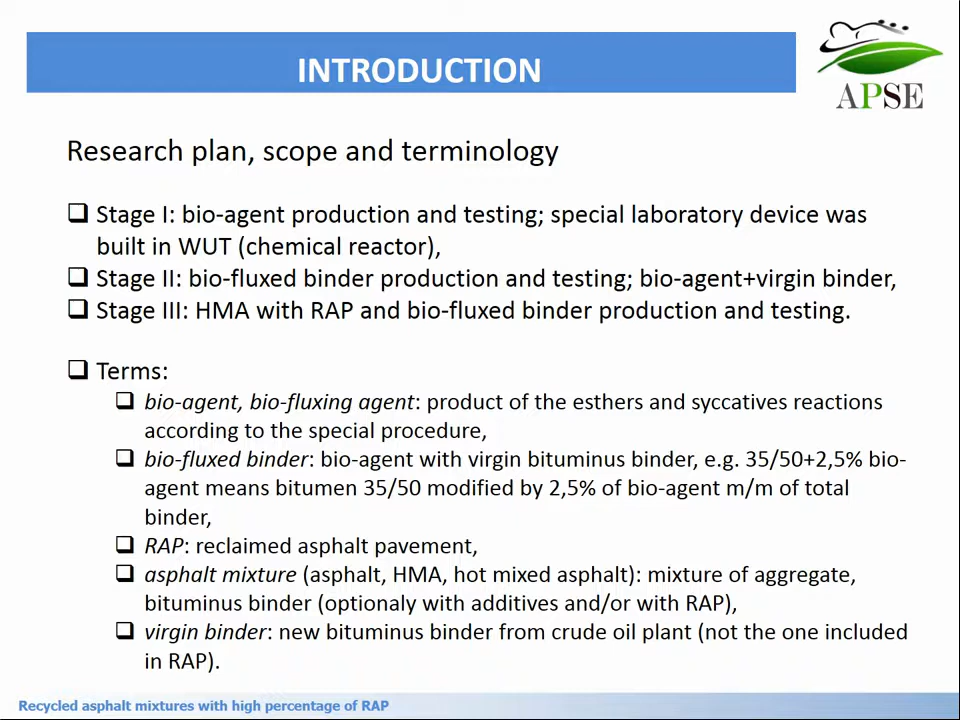 INTRODUCTION
APSE
Research plan, scope and terminology
Stage I: bio-agent production and testing; special laboratory device was
built in WUT (chemical reactor),
Stage II: bio-fluxed binder production and testing; bio-agent+virgin binder,
Stage III: HMA with RAP and bio-fluxed binder production and testing.
Terms:
bio-agent, bio-fluxing agent: product of the esthers and syccatives reactions
according to the special procedure,
bio-fluxed binder: bio-agent with virgin bituminus binder, e.g. 35/50+2,5% bio-
agent means bitumen 35/50 modified by 2,5% of bio-agent m/m of total
binder,
RAP: reclaimed asphalt pavement,
asphalt mixture (asphalt, HMA, hot mixed asphalt): mixture of aggregate,
bituminus binder (optionaly with additives and/or with RAP),
virgin binder: new bituminus binder from crude oil plant (not the one included
in RAP).
Recycled asphalt mixtures with high percentage of RAP